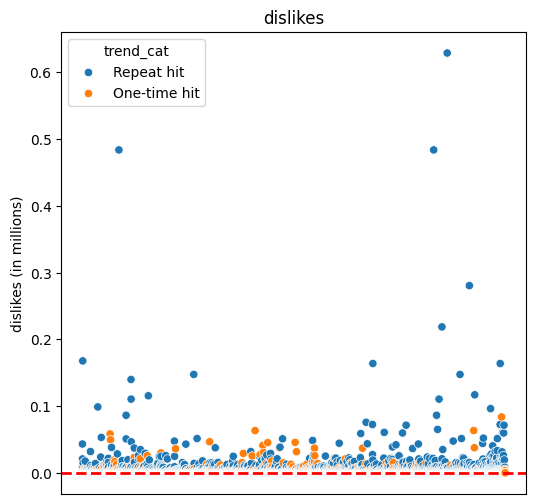 dislikes
trend_cat
Repeat hit
One-time hit
dislikes (in millions)
0.6
0.5
0.4
0.3
0.2
0.1
0.0